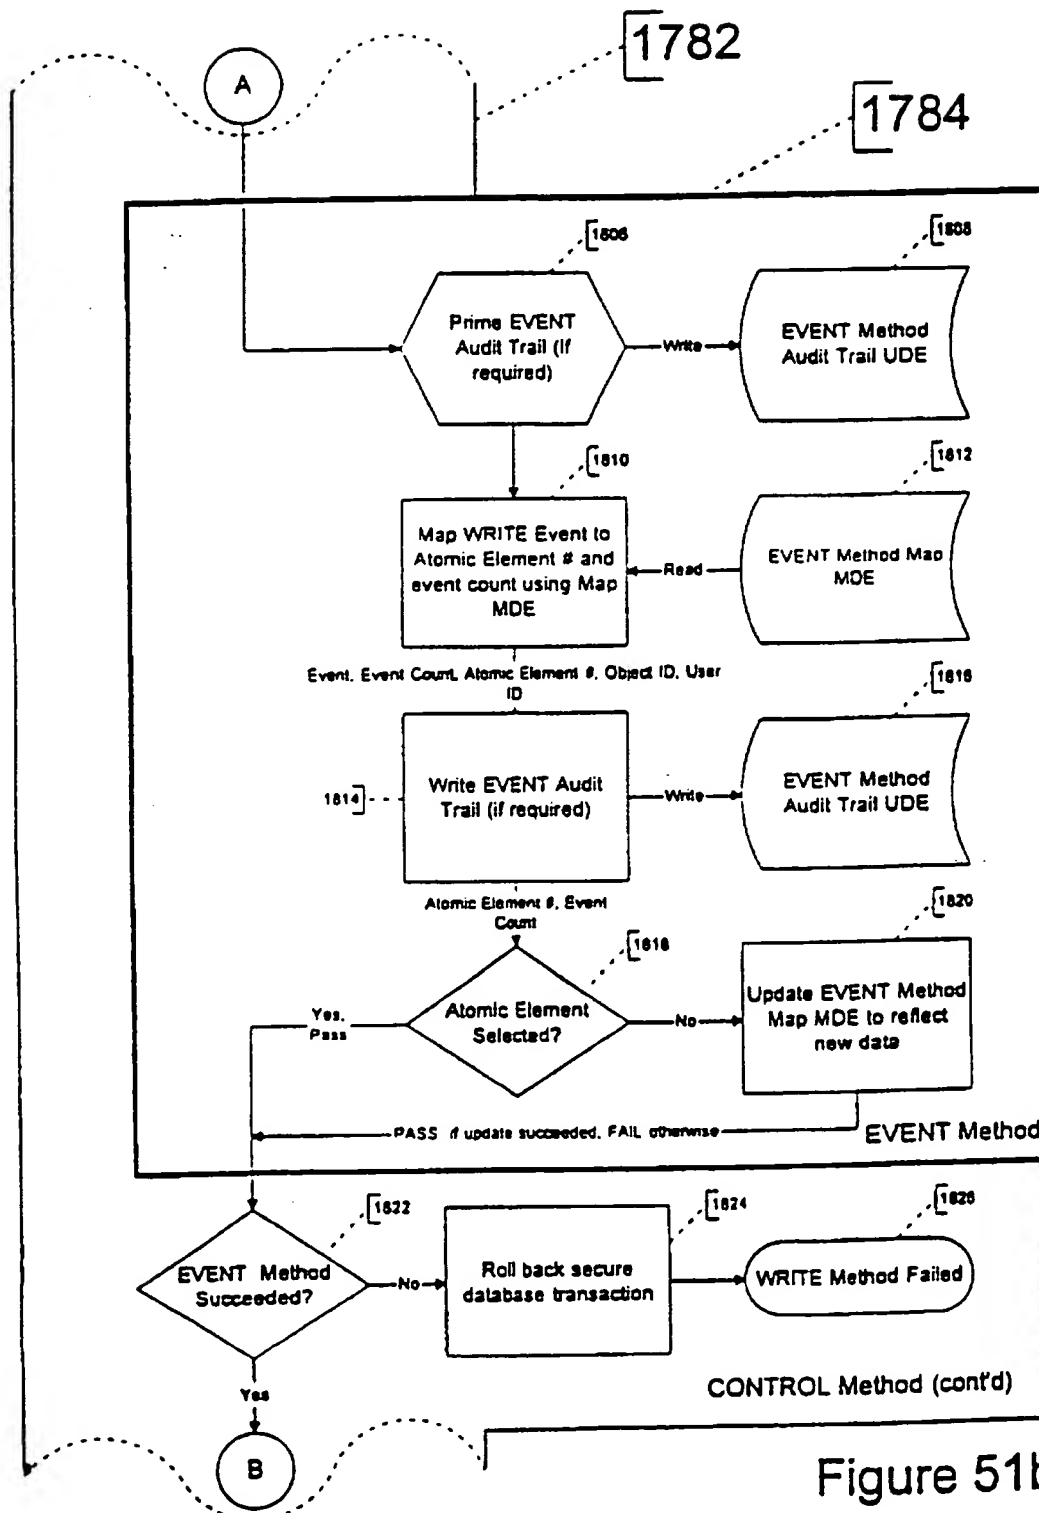 1782
A
1784
1806
1808
Prime EVENT
Audit Trail (if
required)
Write
EVENT Method
Audit Trail UDE
1810
1812
Map WRITE Event to
Atomic Element # and
event count using Map
MDE
Read
EVENT Method Map
MDE
Event, Event Count, Atomic Element #, Object ID, User
ID
1816
1814
Write EVENT Audit
Trail (if required)
Write
EVENT Method
Audit Trail UDE
Atomic Element #, Event
Count
1818
1820
Yes,
Pass
Atomic Element
Selected?
No
Update EVENT Method
Map MDE to reflect
new data
PASS if update succeeded, FAIL otherwise
EVENT Method
1822
1824
1826
EVENT Method
Succeeded?
No
Roll back secure
database transaction
WRITE Method Failed
Yes
CONTROL Method (cont'd)
B
Figure 51b